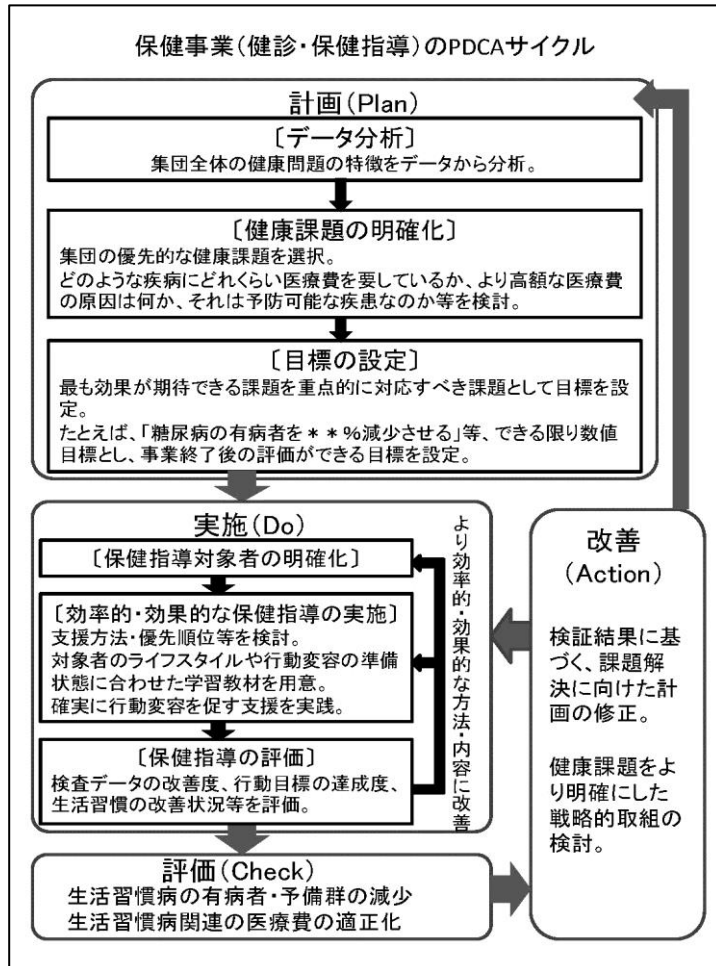 保健事業(健診・保健指導)のPDCAサイクル
計画(Plan)
〔データ分析〕
集団全体の健康問題の特徴をデータから分析。
〔健康課題の明確化〕
集団の優先的な健康課題を選択。
どのような疾病にどれくらい医療費を要しているか、より高額な医療費
の原因は何か、それは予防可能な疾患なのか等を検討。
〔目標の設定〕
最も効果が期待できる課題を重点的に対応すべき課題として目標を設
定。
たとえば、「糖尿病の有病者を**%減少させる」等、できる限り数値
目標とし、事業終了後の評価ができる目標を設定。
実施(Do)
〔保健指導対象者の明確化〕
〔効率的・効果的な保健指導の実施〕
支援方法・優先順位等を検討。
対象者のライフスタイルや行動変容の準備
状態に合わせた学習教材を用意。
確実に行動変容を促す支援を実践。
〔保健指導の評価〕
検査データの改善度、行動目標の達成度、
生活習慣の改善状況等を評価。
より効率的・効果的な方法・内容に改善
評価(Check)
生活習慣病の有病者・予備群の減少
生活習慣病関連の医療費の適正化
改善
(Action)
検証結果に基
づく、課題解
決に向けた計
画の修正。
健康課題をよ
り明確にした
戦略的取組の
検討。